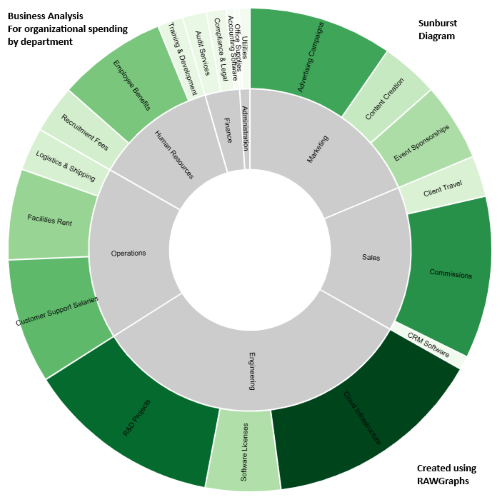 Business Analysis
For organizational spending
by department
Sunburst
Diagram
Advertising Campaigns
Content Creation
Event Sponsorships
Client Travel
Commissions
CRM Software
Cloud Infrastructure
Software Licenses
R&D Projects
Customer Support Salaries
Facilities Rent
Logistics & Shipping
Recruitment Fees
Employee Benefits
Training & Development
Audit Services
Compliance & Legal
Accounting Software
Office Supplies
Utilities
Marketing
Sales
Engineering
Operations
Human Resources
Finance
Administration
Created using
RAWGraphs